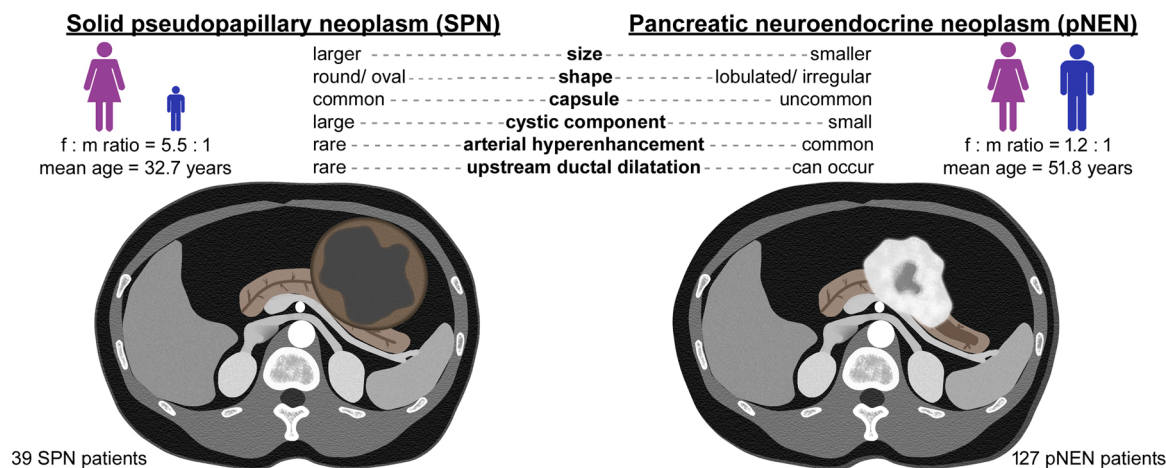 Solid pseudopapillary neoplasm (SPN)
Pancreatic neuroendocrine neoplasm (pNEN)
larger size smaller
round/ oval shape lobulated/ irregular
common capsule uncommon
large cystic component small
rare arterial hyperenhancement common
rare upstream ductal dilatation can occur
f : m ratio = 5.5 : 1
mean age = 32.7 years
f : m ratio = 1.2 : 1
mean age = 51.8 years
39 SPN patients
127 pNEN patients